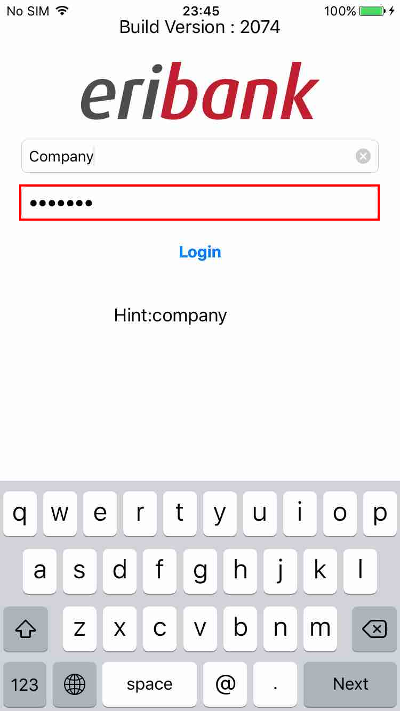 No SIM 23:45 100%
Build Version : 2074
eribank
Company
●●●●●●●
Login
Hint:company
q w e r t y u i o p
a s d f g h j k l
z x c v b n m
123 space @ . Next